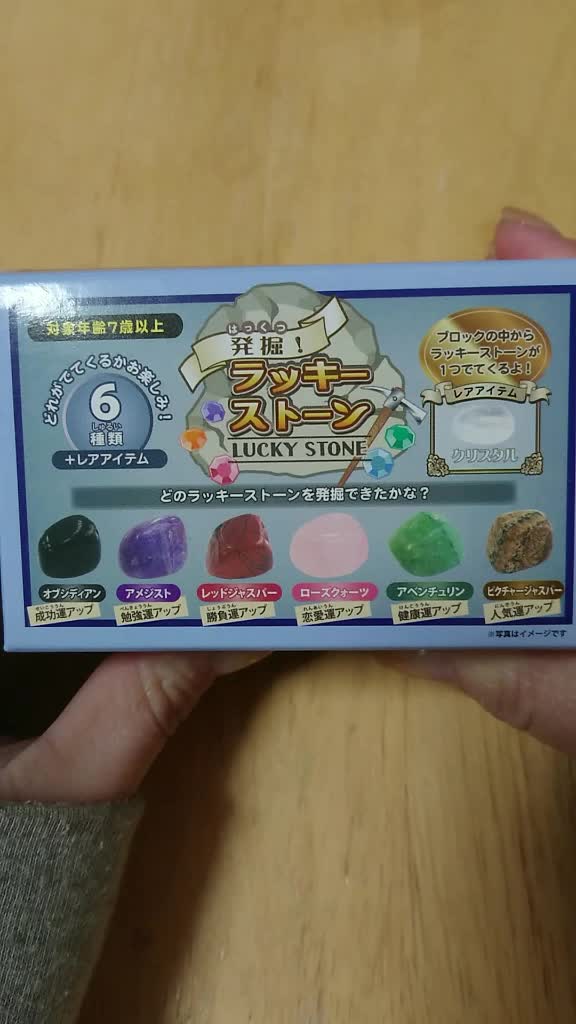 対象年齢7歳以上
どれがでてくるかお楽しみ！
6
しゅるい
種類
＋レアアイテム
はっくつ
発掘！
ラッキー
ストーン
LUCKY STONE
ブロックの中から
ラッキーストーンが
1つでてくるよ！
レアアイテム
クリスタル
どのラッキーストーンを発掘できたかな？
オブシディアン
せいこううん
成功運アップ
アメジスト
べんきょううん
勉強運アップ
レッドジャスパー
しょうぶうん
勝負運アップ
ローズクォーツ
れんあいうん
恋愛運アップ
アベンチュリン
けんこううん
健康運アップ
ピクチャージャスパー
にんきうん
人気運アップ
※写真はイメージです